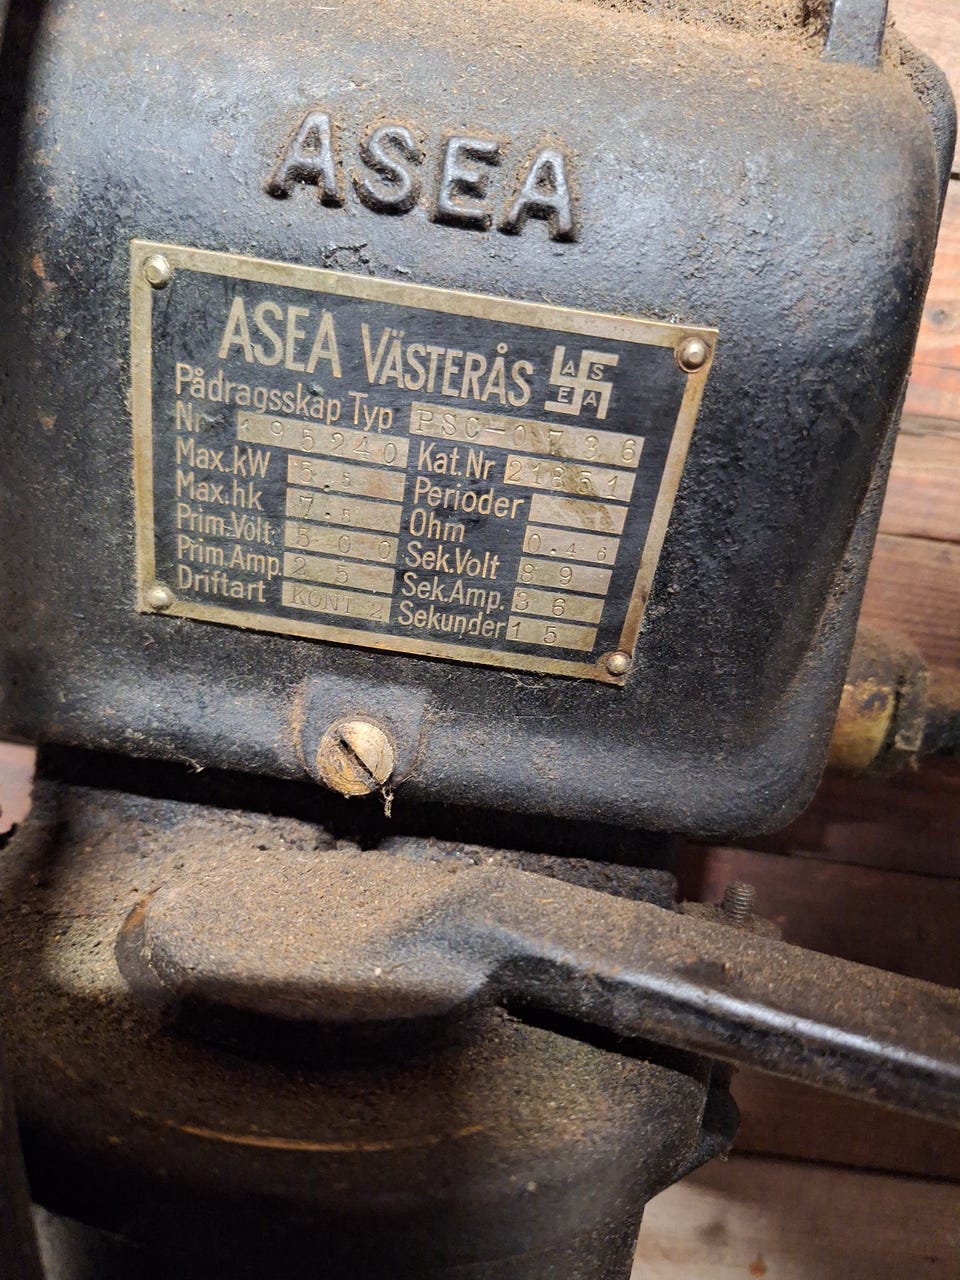 ASEA
ASEA VÄSTERÅS ASEA
Pådragsskap Typ PSC-0736
Nr 195240 Kat.Nr 21851
Max.kW 5.5 Perioder
Max.hk 7.5 Ohm 0.46
Prim.Volt 500 Sek.Volt 89
Prim.Amp. 25 Sek.Amp. 36
Driftart KONT 2 Sekunder 15